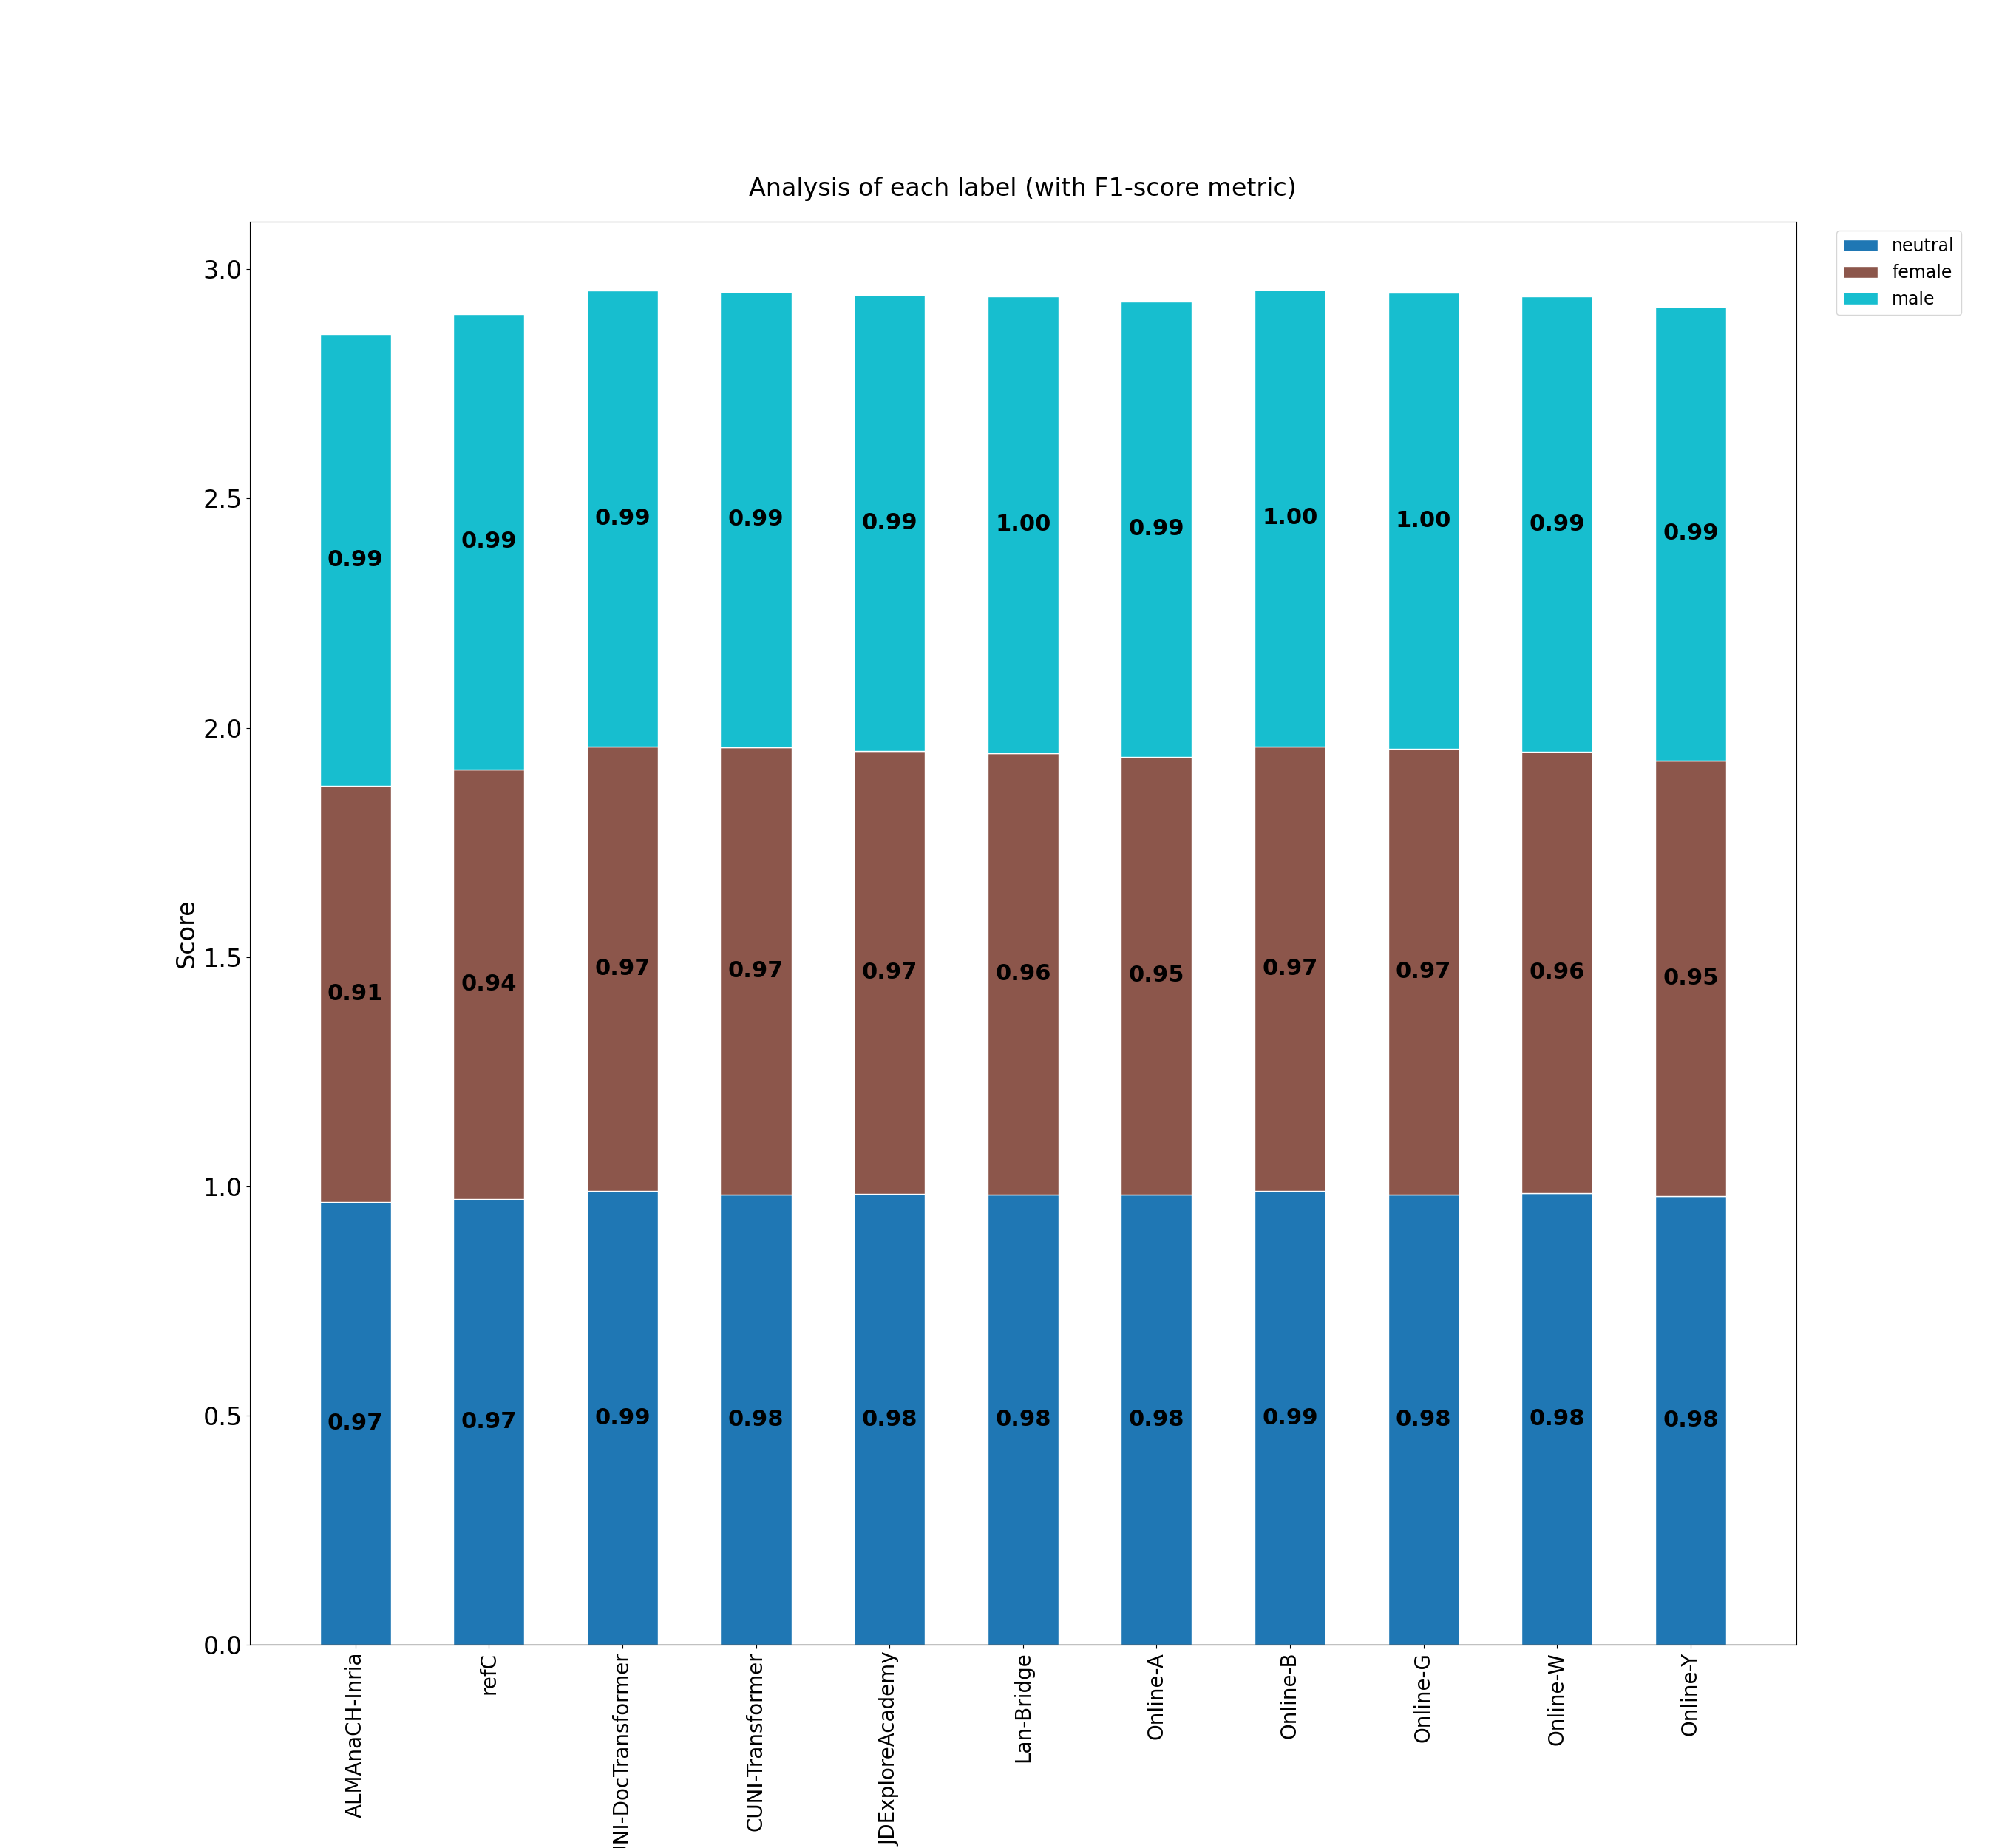 Analysis of each label (with F1-score metric)
neutral
female
male
Score
3.0
2.5
2.0
1.5
1.0
0.5
0.0
0.99 0.99 0.99 0.99 0.99 1.00 0.99 1.00 1.00 0.99 0.99
0.91 0.94 0.97 0.97 0.97 0.96 0.95 0.97 0.97 0.96 0.95
0.97 0.97 0.99 0.98 0.98 0.98 0.98 0.99 0.98 0.98 0.98
ALMAnaCH-Inria
refC
NI-DocTransformer
CUNI-Transformer
JDExploreAcademy
Lan-Bridge
Online-A
Online-B
Online-G
Online-W
Online-Y